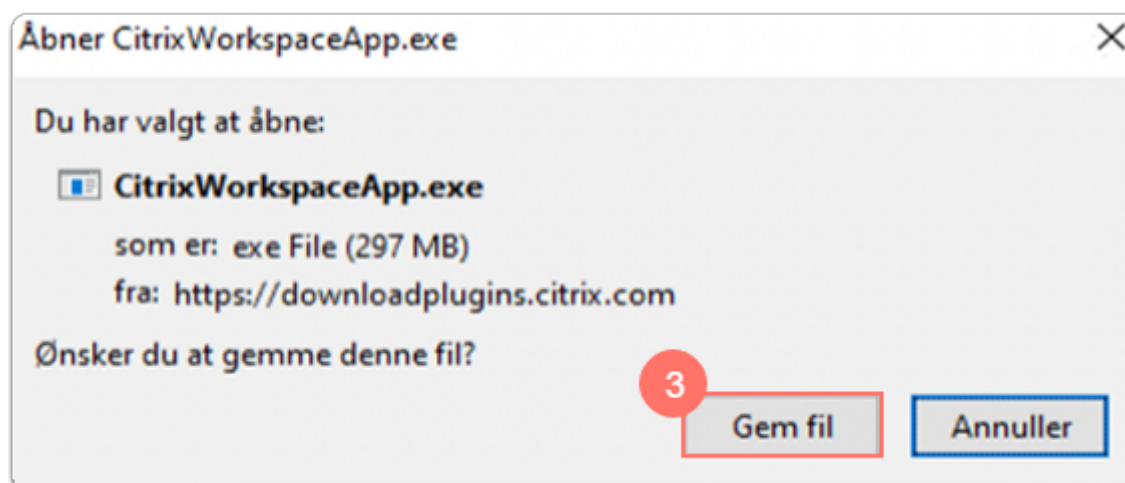 Åbner CitrixWorkspaceApp.exe
Du har valgt at åbne:
CitrixWorkspaceApp.exe
som er: exe File (297 MB)
fra: https://downloadplugins.citrix.com
Ønsker du at gemme denne fil?
3
Gem fil Annuller